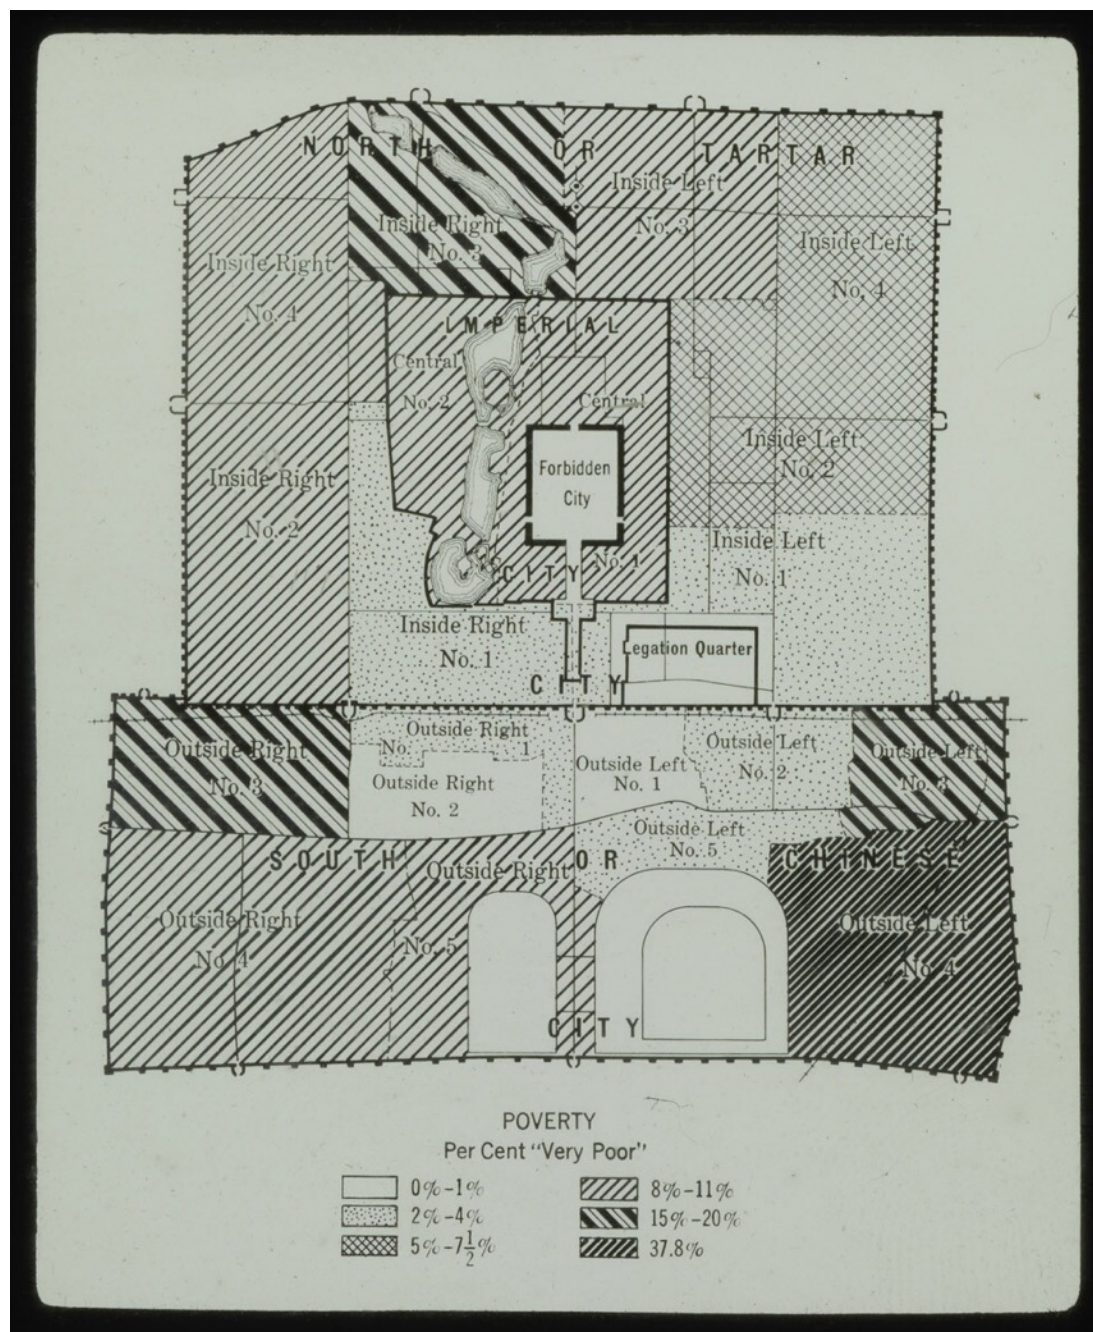 NORTH OR TARTAR
Inside Left
No. 3
Inside Right
No. 3
Inside Left
No. 4
Inside Right
No. 4
IMPERIAL
Central
No. 2
Central
Inside Left
No. 2
Inside Right
No. 2
Forbidden
City
No. 1
CITY
Inside Left
No. 1
Inside Right
No. 1
Legation Quarter
CITY
Outside Right
No. 1
Outside Right
No. 3
Outside Right
No. 2
Outside Left
No. 1
Outside Left
No. 2
Outside Left
No. 3
Outside Left
No. 5
SOUTH OR CHINESE
Outside Right
No. 5
Outside Right
No. 4
Outside Left
No. 4
CITY
POVERTY
Per Cent "Very Poor"
0%-1%
2%-4%
5%-7½%
8%-11%
15%-20%
37.8%